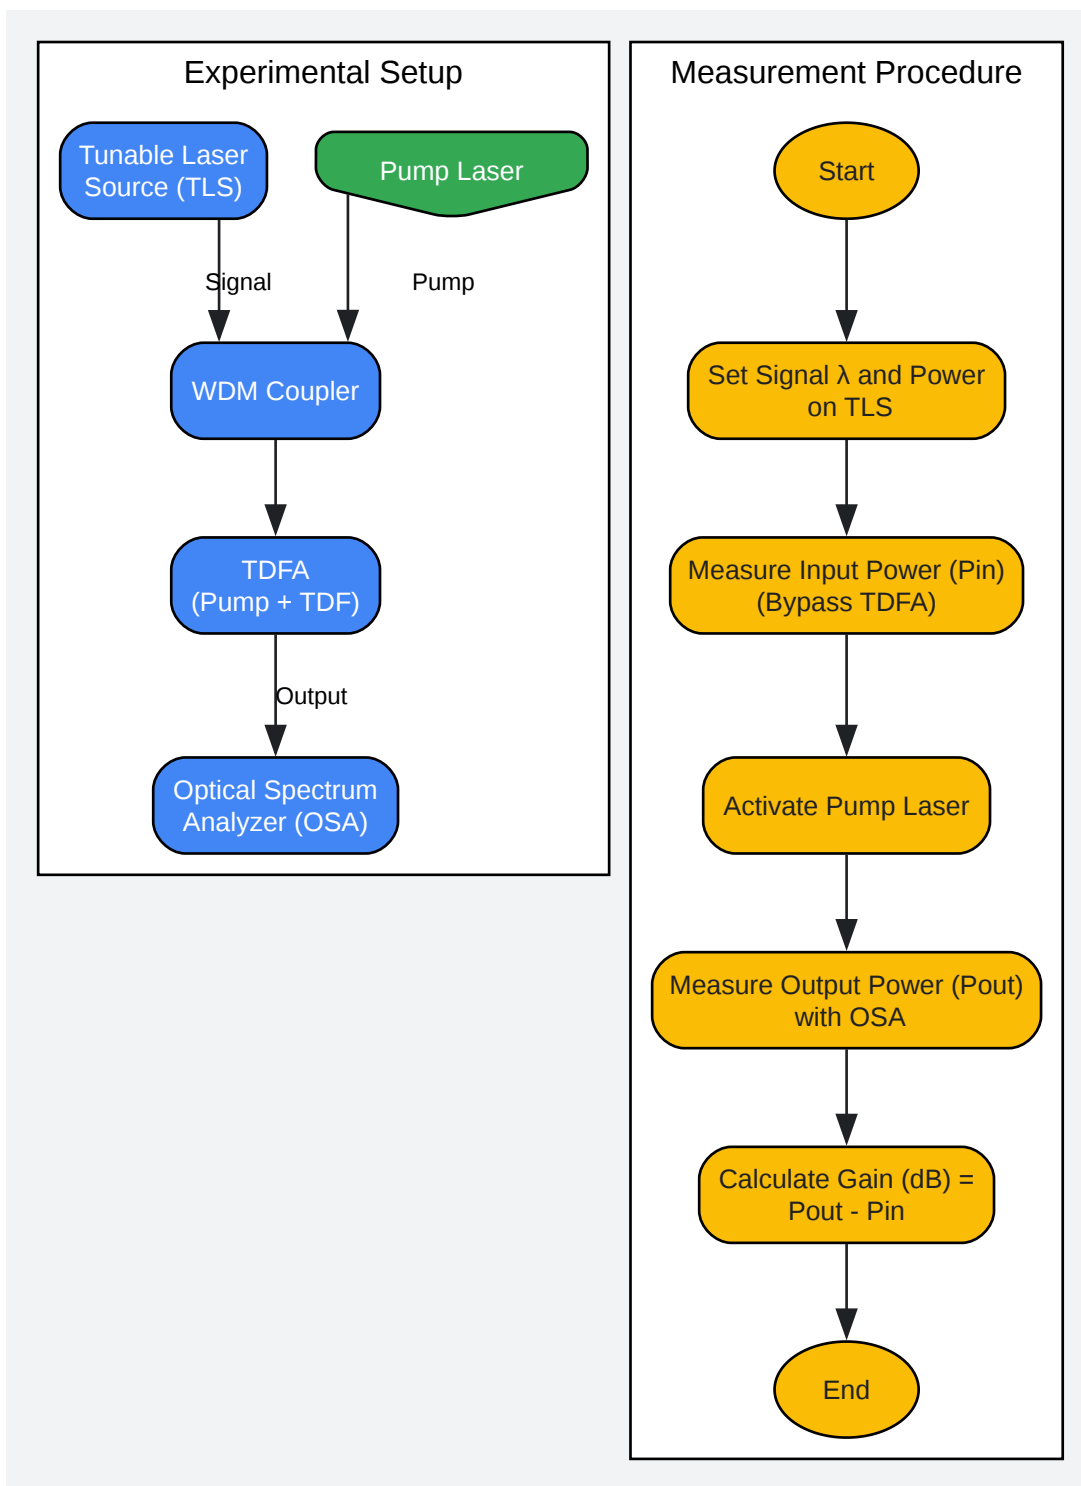 Experimental Setup
Tunable Laser
Source (TLS)
Pump Laser
Signal
Pump
WDM Coupler
TDFA
(Pump + TDF)
Output
Optical Spectrum
Analyzer (OSA)
Measurement Procedure
Start
Set Signal λ and Power
on TLS
Measure Input Power (Pin)
(Bypass TDFA)
Activate Pump Laser
Measure Output Power (Pout)
with OSA
Calculate Gain (dB) =
Pout - Pin
End